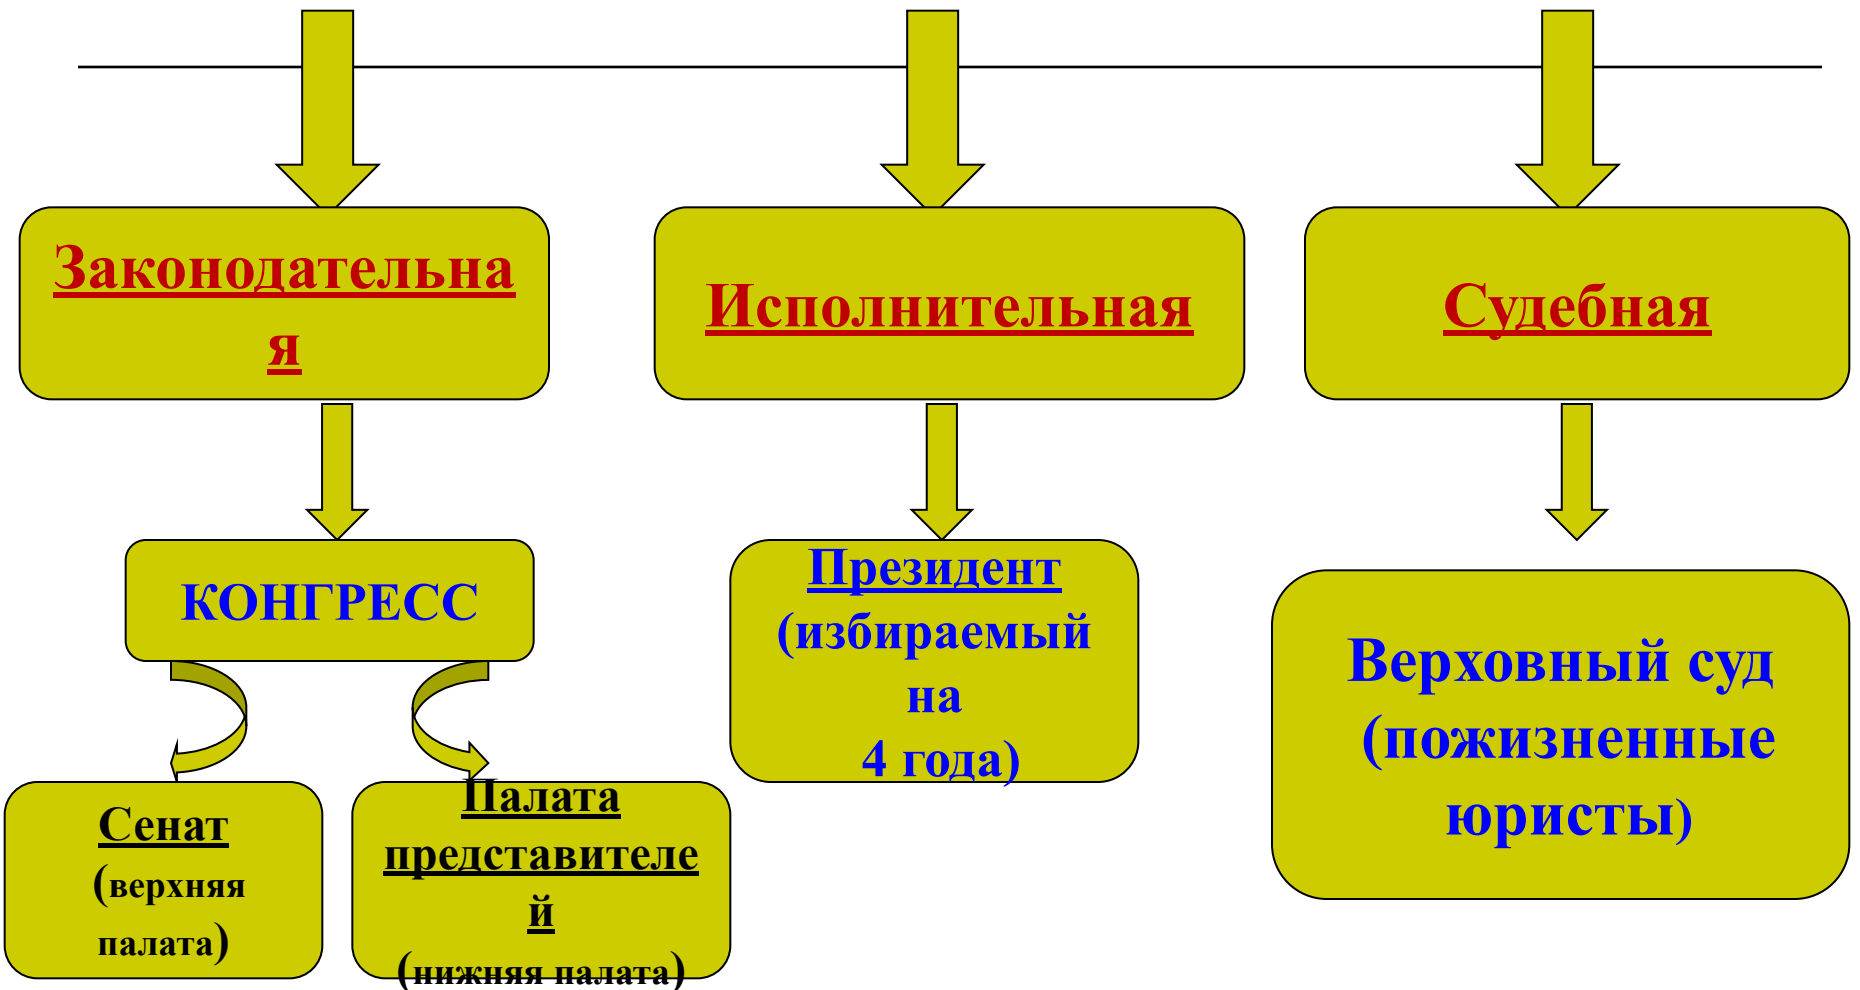 Законодательна
я
Исполнительная
Судебная
КОНГРЕСС
Президент
(избираемый
на
4 года)
Верховный суд
(пожизненные
юристы)
Сенат
(верхняя
палата)
Палата
представителе
й
(нижняя палата)